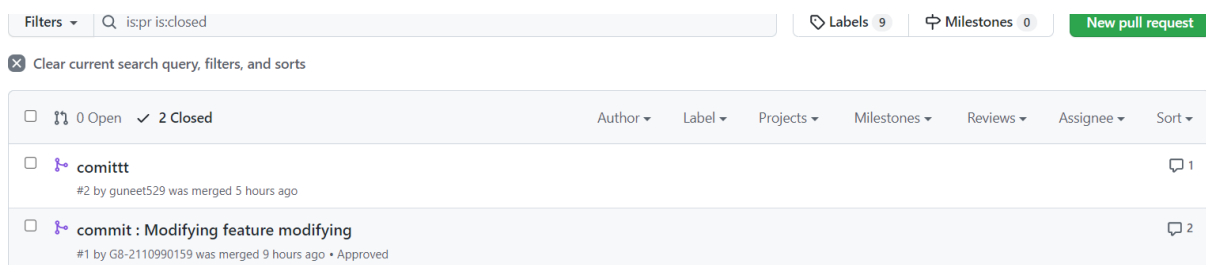 Filters is:pr is:closed Labels 9 Milestones 0 New pull request
Clear current search query, filters, and sorts
0 Open 2 Closed Author Label Projects Milestones Reviews Assignee Sort
comittt 1
#2 by guneet529 was merged 5 hours ago
commit : Modifying feature modifying 2
#1 by G8-2110990159 was merged 9 hours ago • Approved